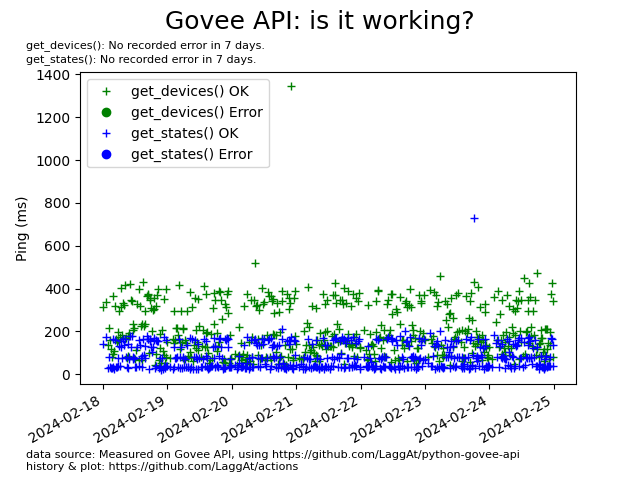 Govee API: is it working?
get_devices(): No recorded error in 7 days.
get_states(): No recorded error in 7 days.
get_devices() OK
get_devices() Error
get_states() OK
get_states() Error
Ping (ms)
1400
1200
1000
800
600
400
200
0
2024-02-18
2024-02-19
2024-02-20
2024-02-21
2024-02-22
2024-02-23
2024-02-24
2024-02-25
data source: Measured on Govee API, using https://github.com/LaggAt/python-govee-api
history & plot: https://github.com/LaggAt/actions